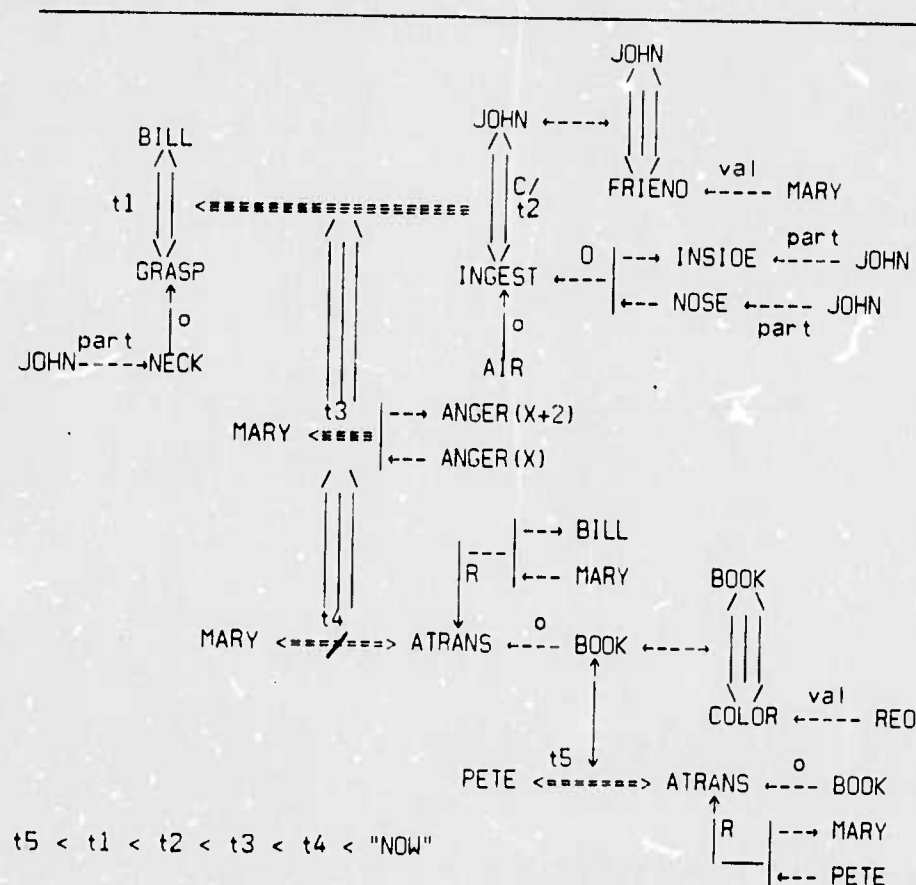 JOHN
JOHN <----> 
BILL
t1 <≡≡≡≡≡≡≡≡≡≡≡≡≡≡≡≡≡ C/
t2
FRIENO <----- val MARY
GRASP
INGEST <--- O ---> INSIOE <----- part JOHN
<--- NOSE <----- part JOHN
o
o
JOHN -----> part NECK
AIR
t3
MARY <≡≡≡≡ ---> ANGER(X+2)
<--- ANGER(X)
---> BILL
R <--- MARY
BOOK
t4
MARY <====≠===> ATRANS <---- o BOOK <---->
COLOR <----- val REO
t5
PETE <========> ATRANS <---- o BOOK
t5 < t1 < t2 < t3 < t4 < "NOW"
R ---> MARY
<--- PETE